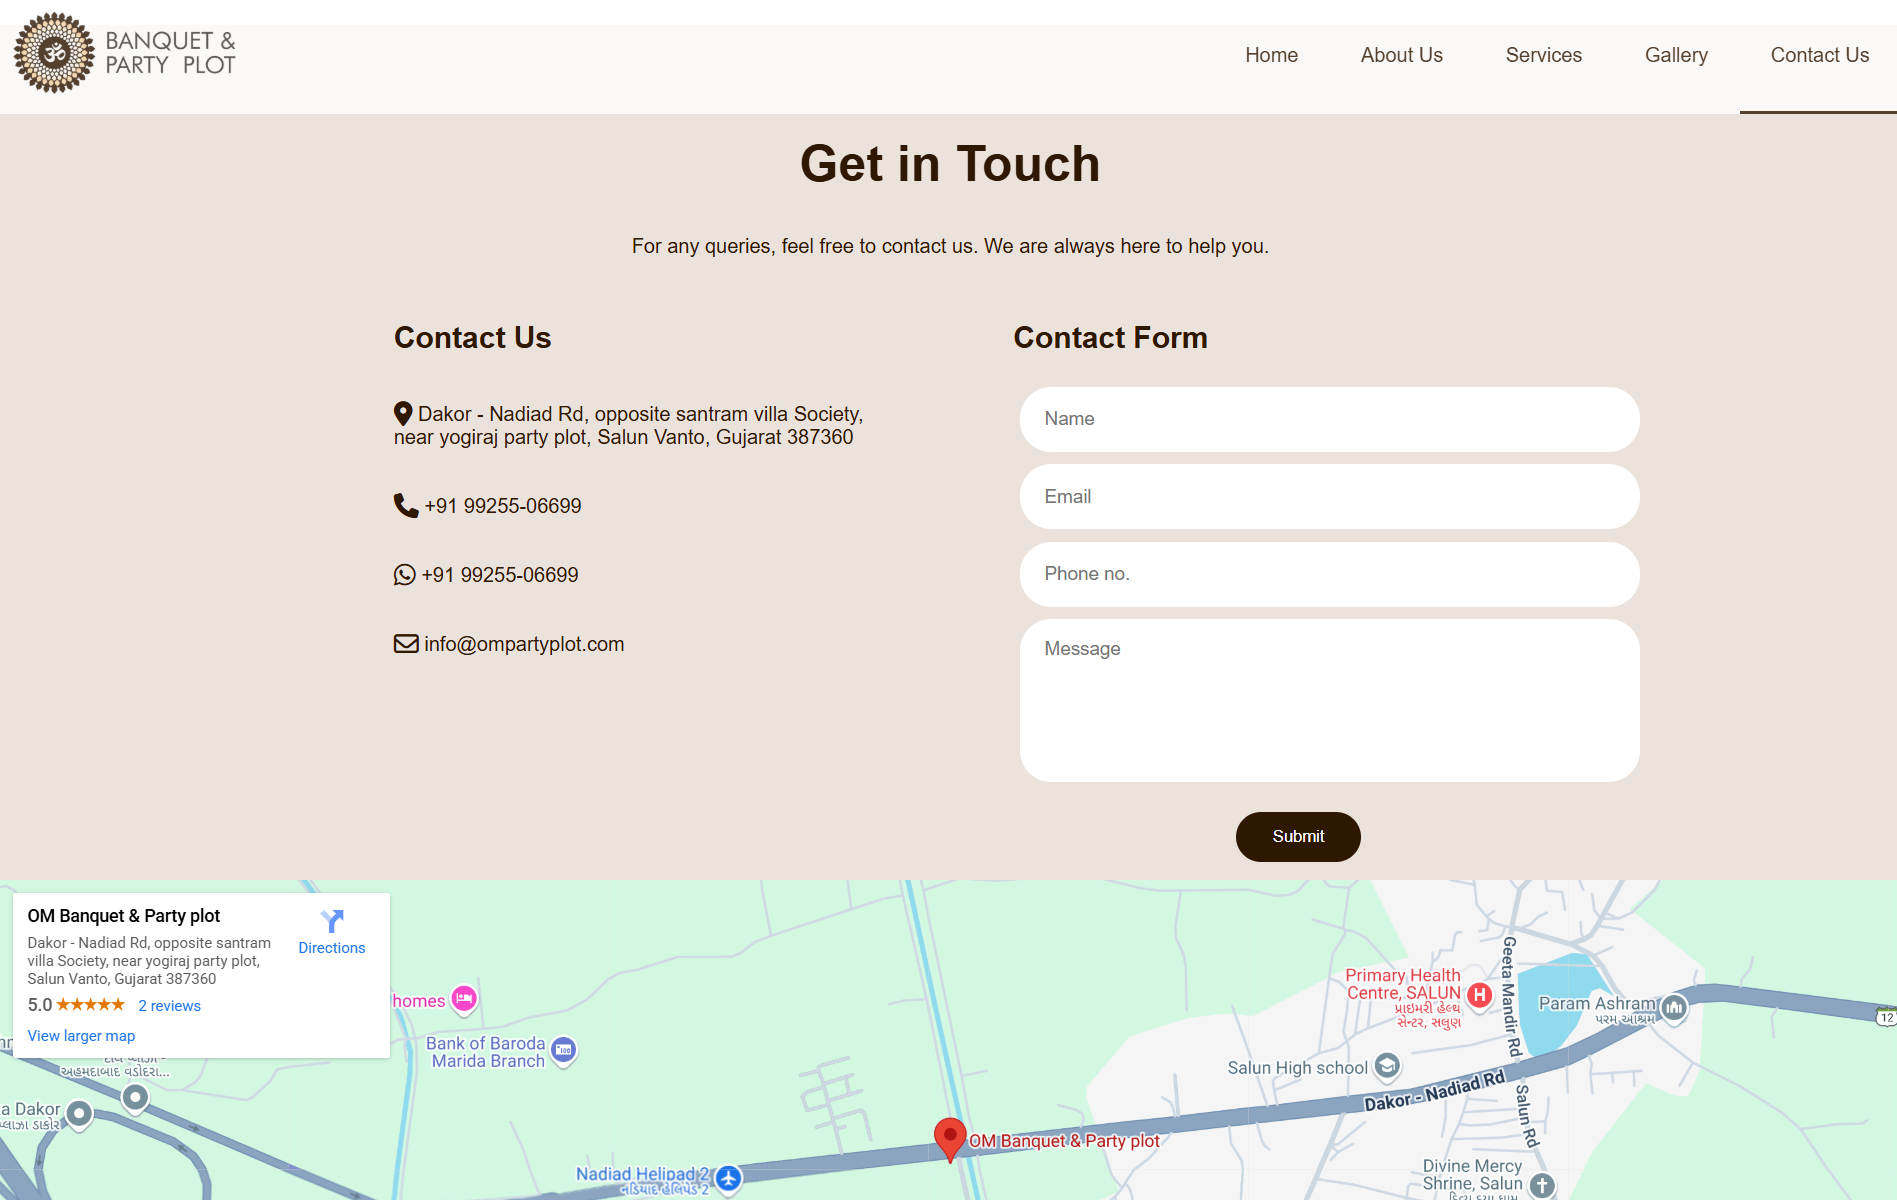 ॐ
BANQUET &
PARTY PLOT
Home
About Us
Services
Gallery
Contact Us
Get in Touch
For any queries, feel free to contact us. We are always here to help you.
Contact Us
Dakor - Nadiad Rd, opposite santram villa Society,
near yogiraj party plot, Salun Vanto, Gujarat 387360
+91 99255-06699
+91 99255-06699
info@ompartyplot.com
Contact Form
Name
Email
Phone no.
Message
Submit
OM Banquet & Party plot
Dakor - Nadiad Rd, opposite santram
villa Society, near yogiraj party plot,
Salun Vanto, Gujarat 387360
5.0
2 reviews
View larger map
Directions
homes
Bank of Baroda
Marida Branch
અહમદાબાદ વડોદરા...
a Dakor
પ્લાઝા ડાકોર
Nadiad Helipad 2
નડિયાદ હેલિપેડ 2
OM Banquet & Party plot
Primary Health
Centre, SALUN
પ્રાઇમરી હેલ્થ
સેન્ટર, સલુણ
Geeta Mandir Rd
Param Ashram
પરમ આશ્રમ
12
Salun High school
Dakor - Nadiad Rd
Salun Rd
Divine Mercy
Shrine, Salun